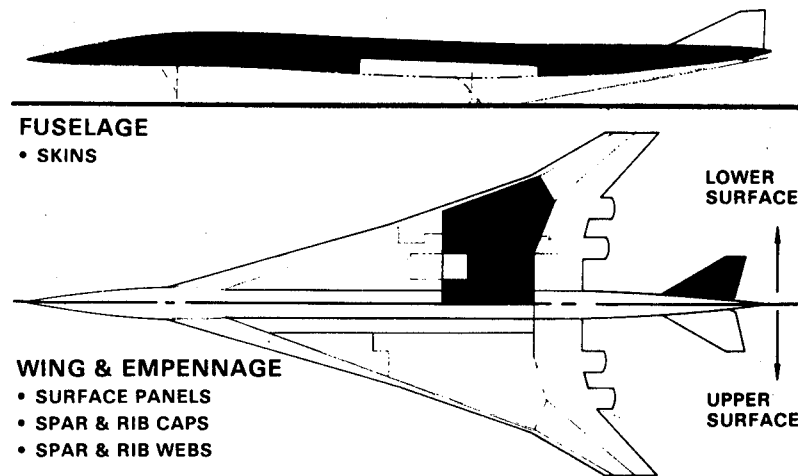 FUSELAGE
• SKINS
LOWER
SURFACE
WING & EMPENNAGE
• SURFACE PANELS
• SPAR & RIB CAPS
• SPAR & RIB WEBS
UPPER
SURFACE